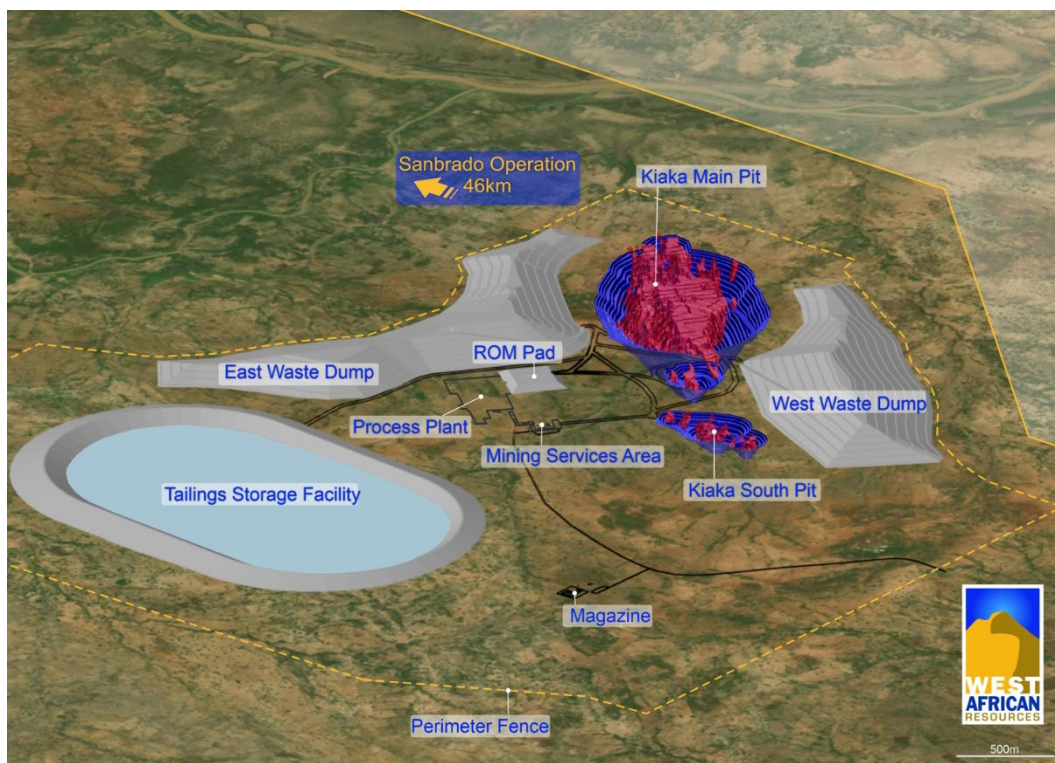 Sanbrado Operation
46km
Kiaka Main Pit
ROM Pad
East Waste Dump
Process Plant
West Waste Dump
Mining Services Area
Kiaka South Pit
Tailings Storage Facility
Magazine
Perimeter Fence
WEST
AFRICAN
RESOURCES
500m